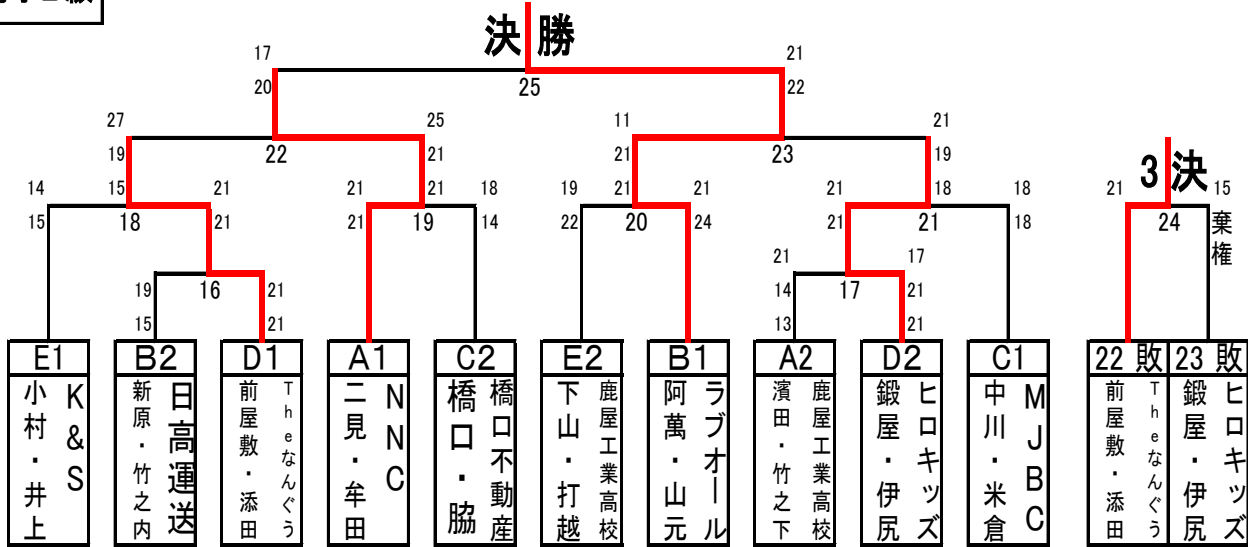 決勝
17 21
20 25 22
27 25 11 21
19 22 21 21 23 19
14 15 21 21 21 18 19 21 21 21 18 18 21 3決 15
15 18 21 21 19 14 22 20 24 21 21 18 24 棄権
21 17
19 16 21 14 17 21
15 21 13 21
E1 B2 D1 A1 C2 E2 B1 A2 D2 C1 22敗 23敗
K&S
小村・井上
日高運送
新原・竹之内
Theなんぐう
前屋敷・添田
NNC
二見・牟田
橋口不動産
橋口・脇
鹿屋工業高校
下山・打越
ラブオール
阿萬・山元
鹿屋工業高校
濱田・竹之下
ヒロキッズ
鍛屋・伊尻
MJBC
中川・米倉
Theなんぐう
前屋敷・添田
ヒロキッズ
鍛屋・伊尻